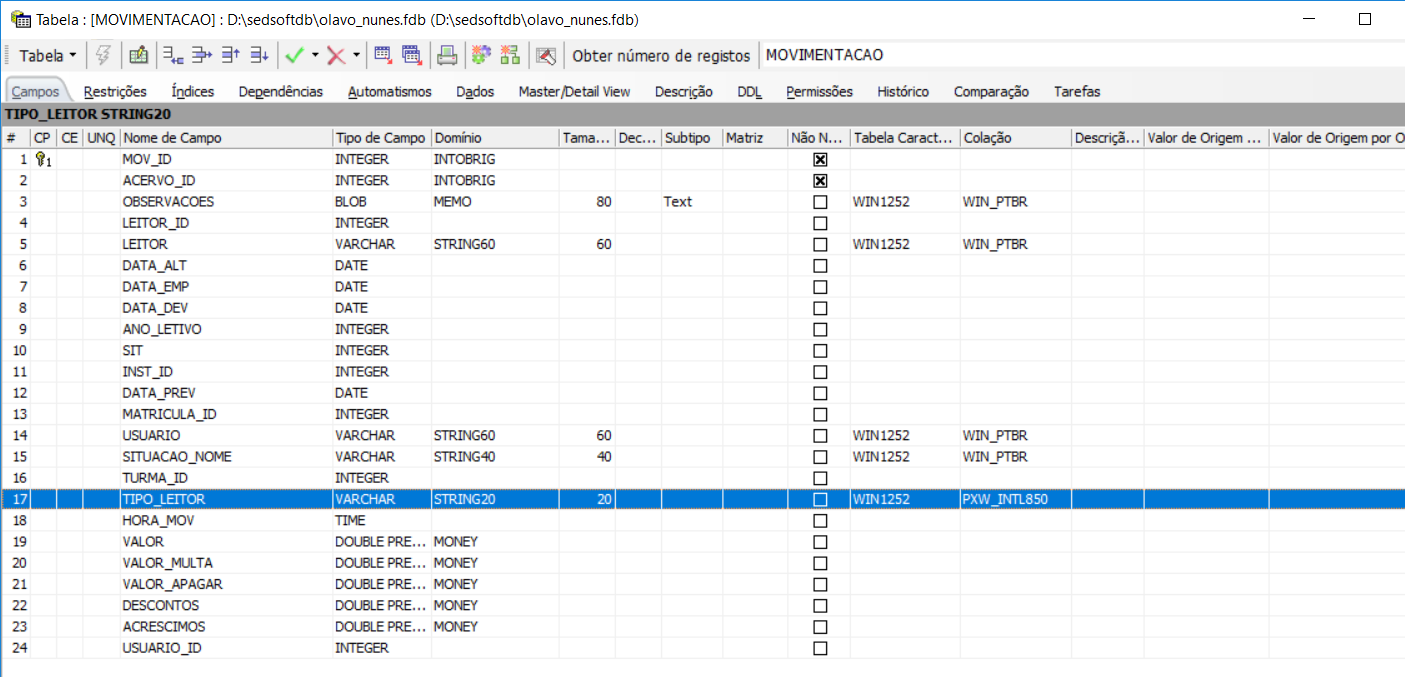 Tabela : [MOVIMENTACAO] : D:\sedsoftdb\olavo_nunes.fdb (D:\sedsoftdb\olavo_nunes.fdb)
Tabela Obter número de registos MOVIMENTACAO
Campos Restrições Índices Dependências Automatismos Dados Master/Detail View Descrição DDL Permissões Histórico Comparação Tarefas
TIPO_LEITOR STRING20
# CP CE UNQ Nome de Campo Tipo de Campo Domínio Tama... Dec... Subtipo Matriz Não N... Tabela Caract... Colação Descriçã... Valor de Origem ... Valor de Origem por O
1 1 MOV_ID INTEGER INTOBRIG
2 ACERVO_ID INTEGER INTOBRIG
3 OBSERVACOES BLOB MEMO 80 Text WIN1252 WIN_PTBR
4 LEITOR_ID INTEGER
5 LEITOR VARCHAR STRING60 60 WIN1252 WIN_PTBR
6 DATA_ALT DATE
7 DATA_EMP DATE
8 DATA_DEV DATE
9 ANO_LETIVO INTEGER
10 SIT INTEGER
11 INST_ID INTEGER
12 DATA_PREV DATE
13 MATRICULA_ID INTEGER
14 USUARIO VARCHAR STRING60 60 WIN1252 WIN_PTBR
15 SITUACAO_NOME VARCHAR STRING40 40 WIN1252 WIN_PTBR
16 TURMA_ID INTEGER
17 TIPO_LEITOR VARCHAR STRING20 20 WIN1252 PXW_INTL850
18 HORA_MOV TIME
19 VALOR DOUBLE PRE... MONEY
20 VALOR_MULTA DOUBLE PRE... MONEY
21 VALOR_APAGAR DOUBLE PRE... MONEY
22 DESCONTOS DOUBLE PRE... MONEY
23 ACRESCIMOS DOUBLE PRE... MONEY
24 USUARIO_ID INTEGER